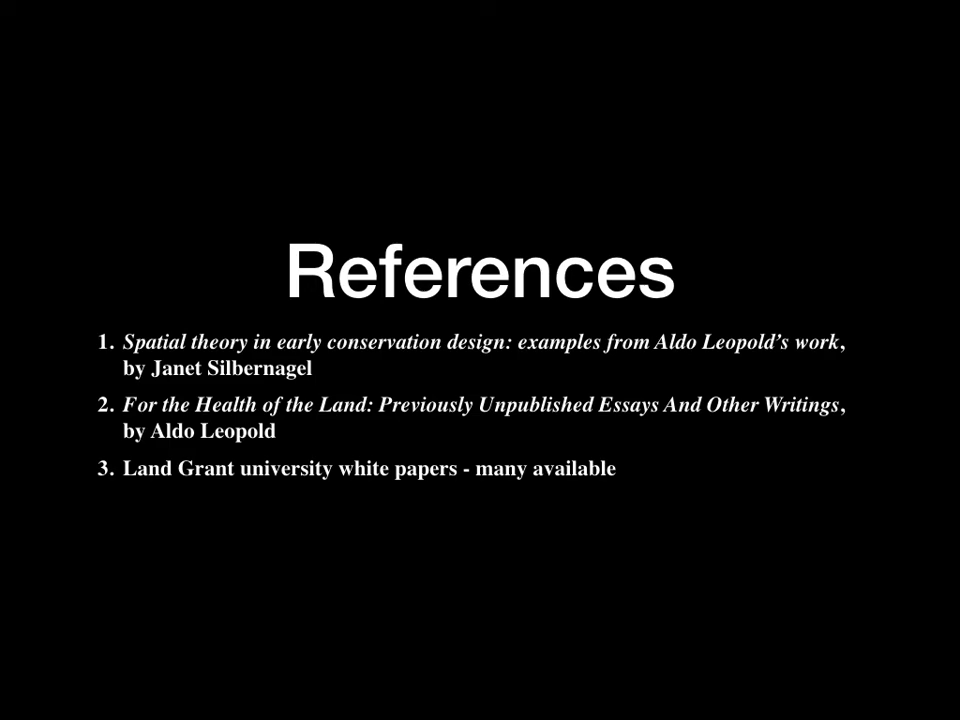 References
1. Spatial theory in early conservation design: examples from Aldo Leopold’s work,
by Janet Silbernagel
2. For the Health of the Land: Previously Unpublished Essays And Other Writings,
by Aldo Leopold
3. Land Grant university white papers - many available